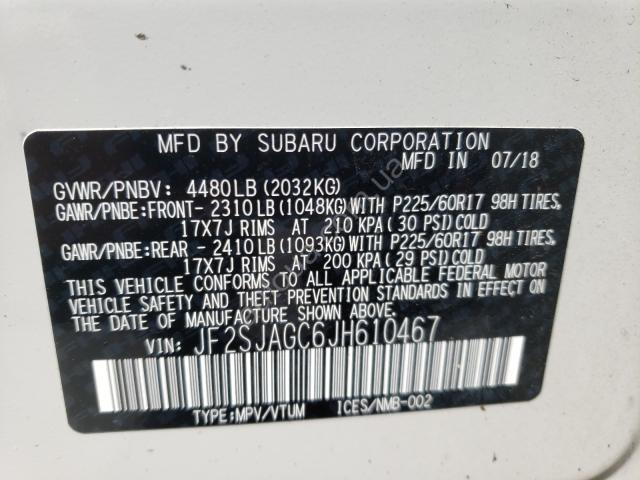 MFD BY SUBARU CORPORATION
MFD IN 07/18
GVWR/PNBV: 4480LB(2032KG)
GAWR/PNBE:FRONT- 2310LB(1048KG)WITH P225/60R17 98H TIRES,
17X7J RIMS AT 210 KPA(30 PSI)COLD
GAWR/PNBE:REAR - 2410LB(1093KG)WITH P225/60R17 98H TIRES,
17X7J RIMS AT 200 KPA(29 PSI)COLD
THIS VEHICLE CONFORMS TO ALL APPLICABLE FEDERAL MOTOR
VEHICLE SAFETY AND THEFT PREVENTION STANDARDS IN EFFECT ON
THE DATE OF MANUFACTURE SHOWN ABOVE.
VIN: JF2SJAGC6JH610467
TYPE:MPV/VTUM ICES/NMB-002